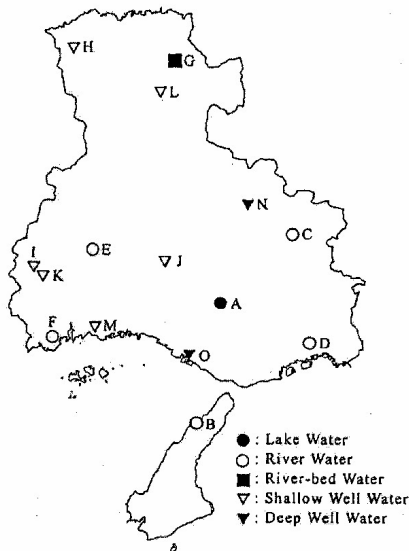 H
G
L
N
C
E
J
I
K
A
F
M
O
D
B
● : Lake Water
○ : River Water
■ : River-bed Water
▽ : Shallow Well Water
▼ : Deep Well Water